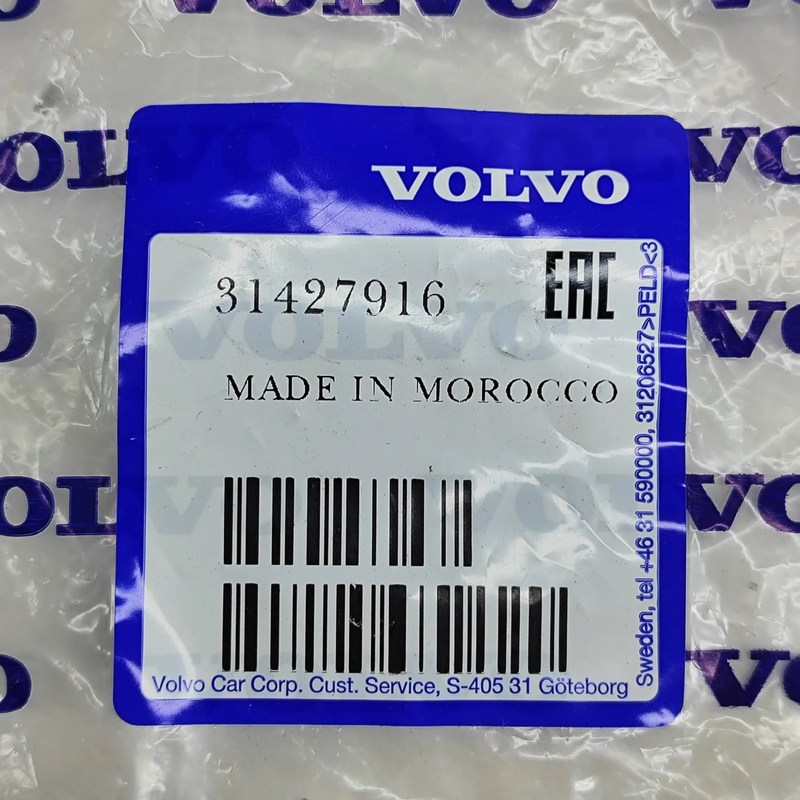 VOLVO
31427916 EAC
MADE IN MOROCCO
Volvo Car Corp. Cust. Service, S-405 31 Göteborg
Sweden, tel +46 31 590000, 31206527>PELD<3